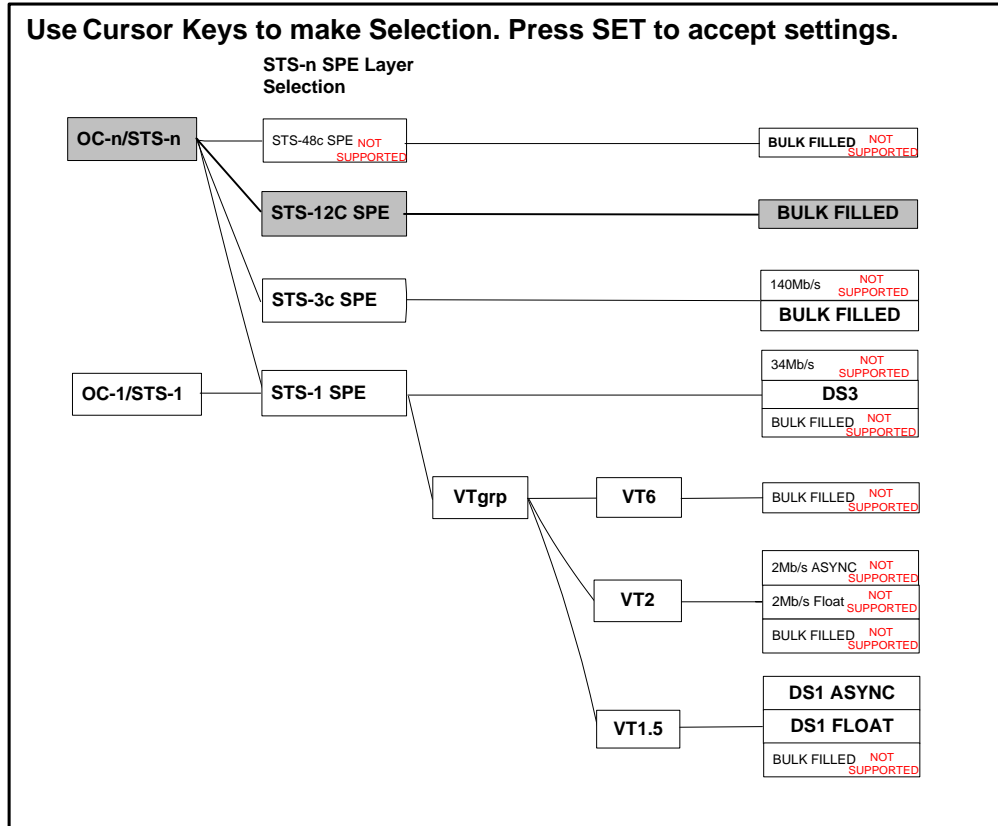 Use Cursor Keys to make Selection. Press SET to accept settings.
STS-n SPE Layer
Selection
OC-n/STS-n
STS-48c SPE NOT
SUPPORTED
BULK FILLED NOT
SUPPORTED
STS-12C SPE
BULK FILLED
STS-3c SPE
140Mb/s NOT
SUPPORTED
BULK FILLED
OC-1/STS-1
STS-1 SPE
34Mb/s NOT
SUPPORTED
DS3
BULK FILLED NOT
SUPPORTED
VTgrp
VT6
BULK FILLED NOT
SUPPORTED
VT2
2Mb/s ASYNC NOT
SUPPORTED
2Mb/s Float NOT
SUPPORTED
BULK FILLED NOT
SUPPORTED
VT1.5
DS1 ASYNC
DS1 FLOAT
BULK FILLED NOT
SUPPORTED